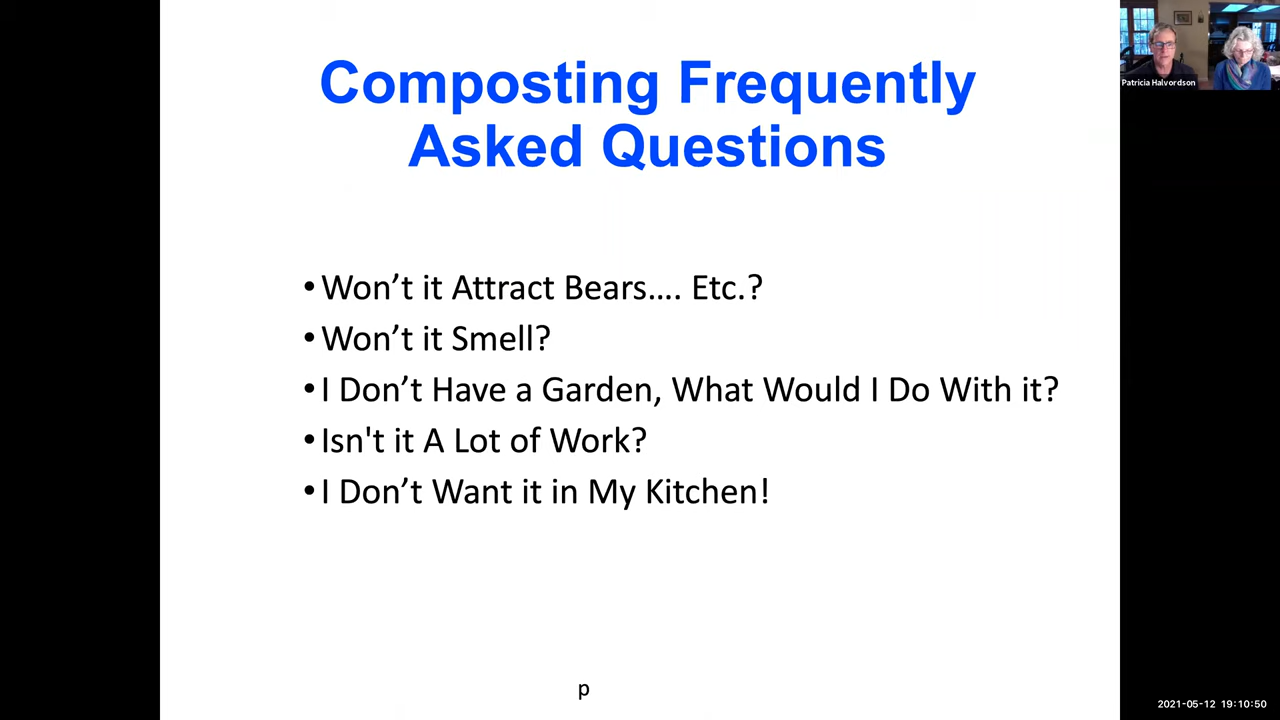 Composting Frequently
Asked Questions
•Won’t it Attract Bears…. Etc.?
•Won’t it Smell?
•I Don’t Have a Garden, What Would I Do With it?
•Isn't it A Lot of Work?
•I Don’t Want it in My Kitchen!
p
Patricia Halvordson
2021-05-12 19:10:50